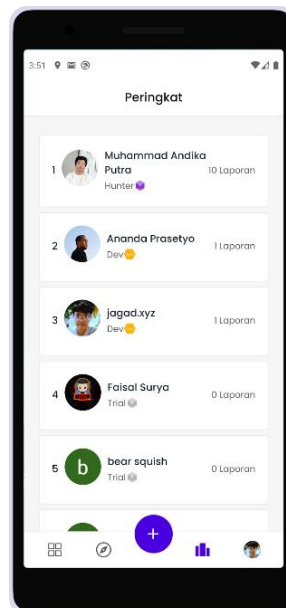 3:51
Peringkat
1 Muhammad Andika
Putra 10 Laporan
Hunter
2 Ananda Prasetyo 1 Laporan
Dev
3 jagad.xyz 1 Laporan
Dev
4 Faisal Surya 0 Laporan
Trial
5 b bear squish 0 Laporan
Trial